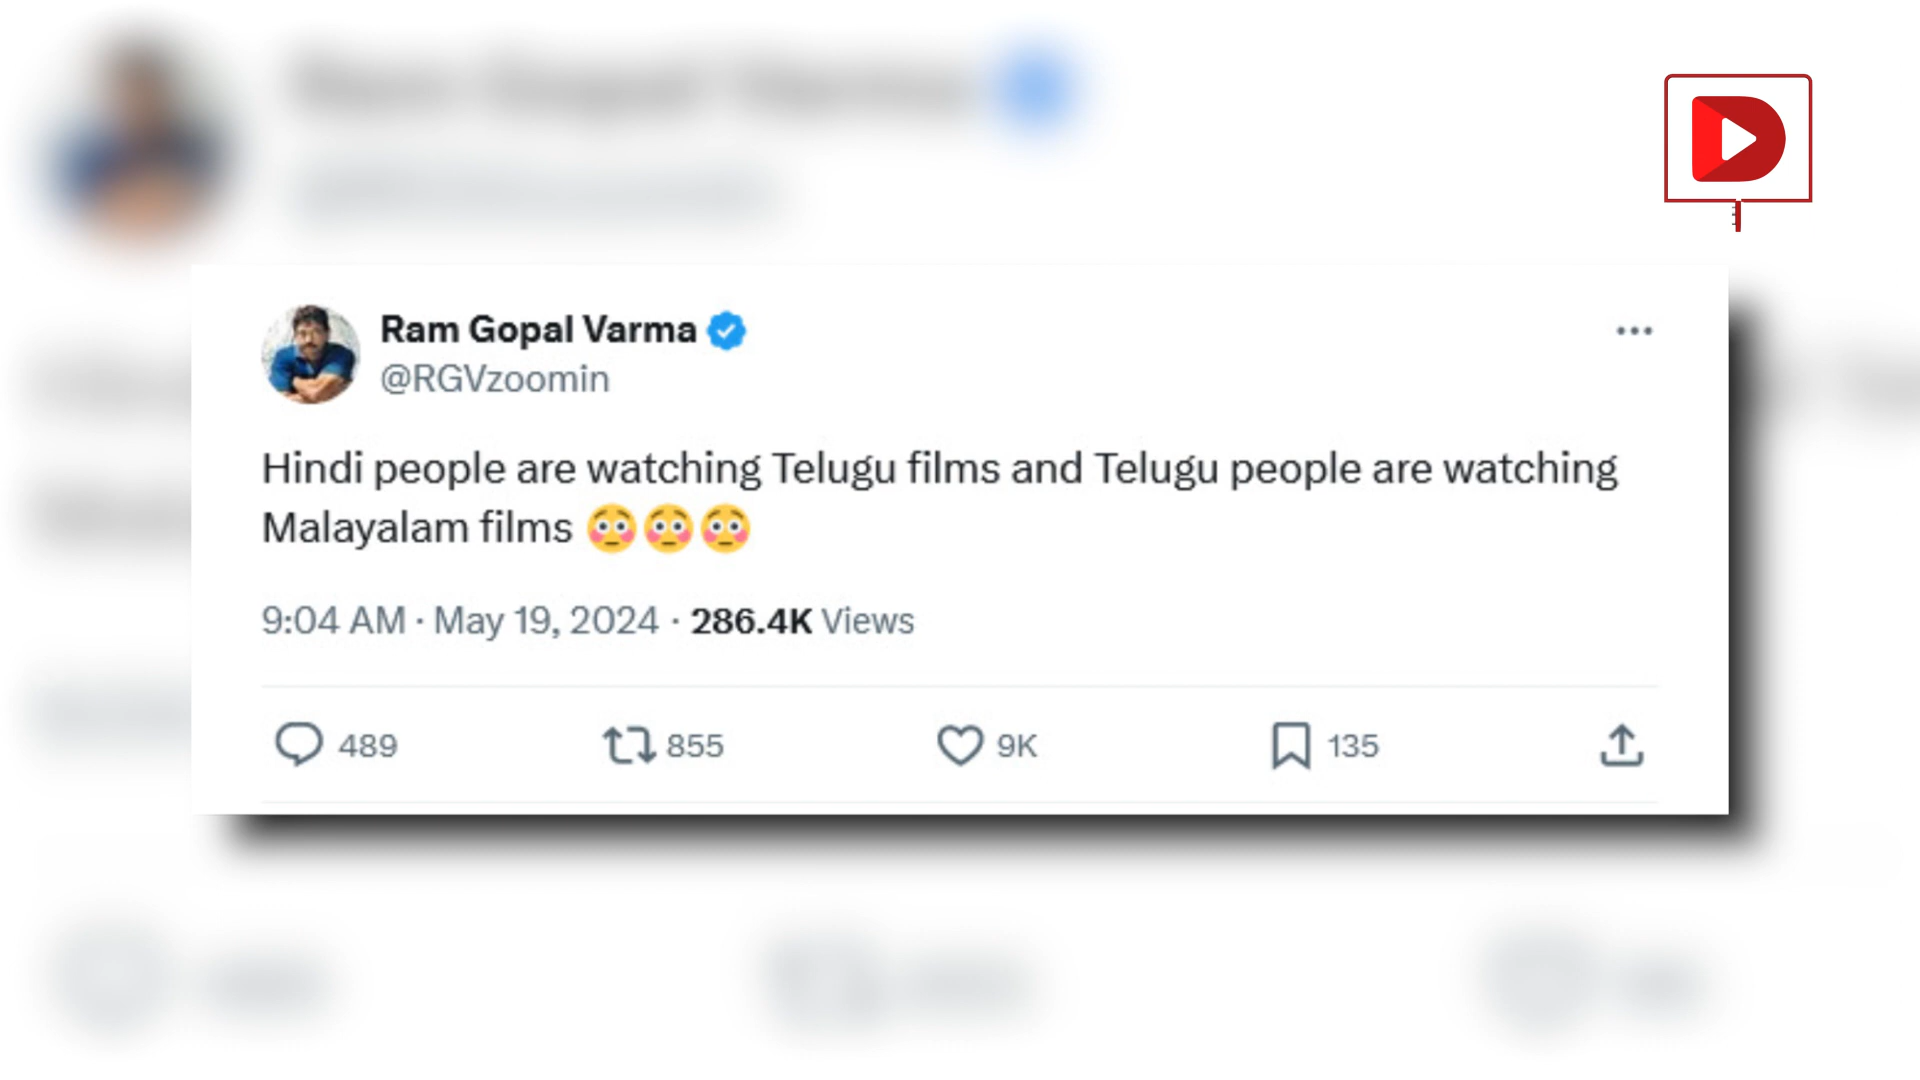 Ram Gopal Varma
@RGVzoomin
Hindi people are watching Telugu films and Telugu people are watching
Malayalam films 😳😳😳
9:04 AM · May 19, 2024 · 286.4K Views
489 855 9K 135